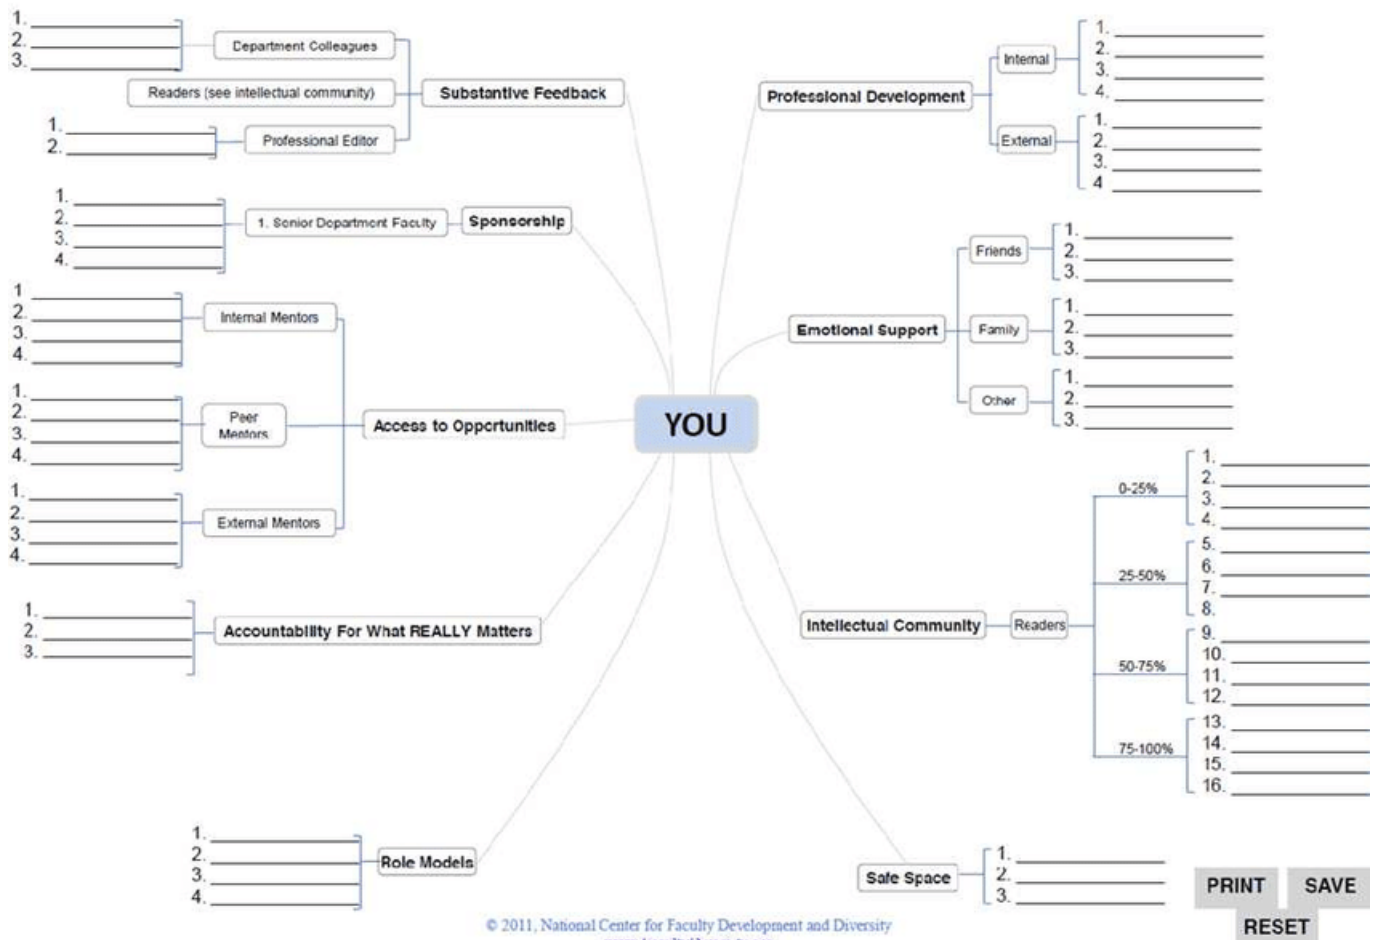 1.
2.
3.
Department Colleagues
Readers (see intellectual community)
Substantive Feedback
1.
2.
Professional Editor
1.
2.
3.
4.
1. Senior Department Faculty
Sponsorship
1
2.
3.
4.
Internal Mentors
1.
2.
3.
4.
Peer
Mentors
Access to Opportunities
1.
2.
3.
4.
External Mentors
1.
2.
3.
Accountability For What REALLY Matters
1.
2.
3.
4.
Role Models
YOU
Professional Development
Internal
1.
2.
3.
4.
External
1.
2.
3.
4
Emotional Support
Friends
1.
2.
3.
Family
1.
2.
3.
Other
1.
2.
3.
Intellectual Community
Readers
0-25%
1.
2.
3.
4.
25-50%
5.
6.
7.
8.
50-75%
9.
10.
11.
12.
75-100%
13.
14.
15.
16.
Safe Space
1.
2.
3.
PRINT
SAVE
RESET
© 2011, National Center for Faculty Development and Diversity